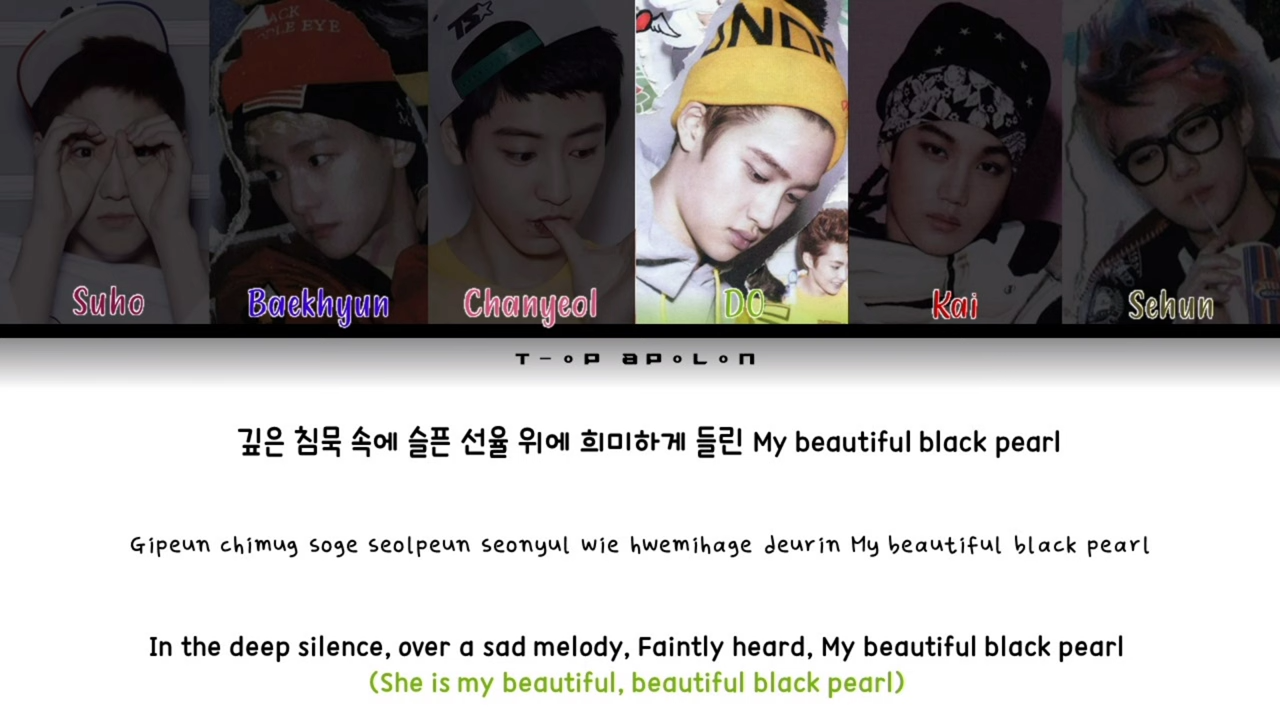 TS
UNDE
Suho
Baekhyun
Chanyeol
DO
Kai
Sehun
T-OP APOLON
깊은 침묵 속에 슬픈 선율 위에 희미하게 들린 My beautiful black pearl
Gipeun chimug soge seolpeun seonyul wie hwemihage deurin My beautiful black pearl
In the deep silence, over a sad melody, Faintly heard, My beautiful black pearl
(She is my beautiful, beautiful black pearl)